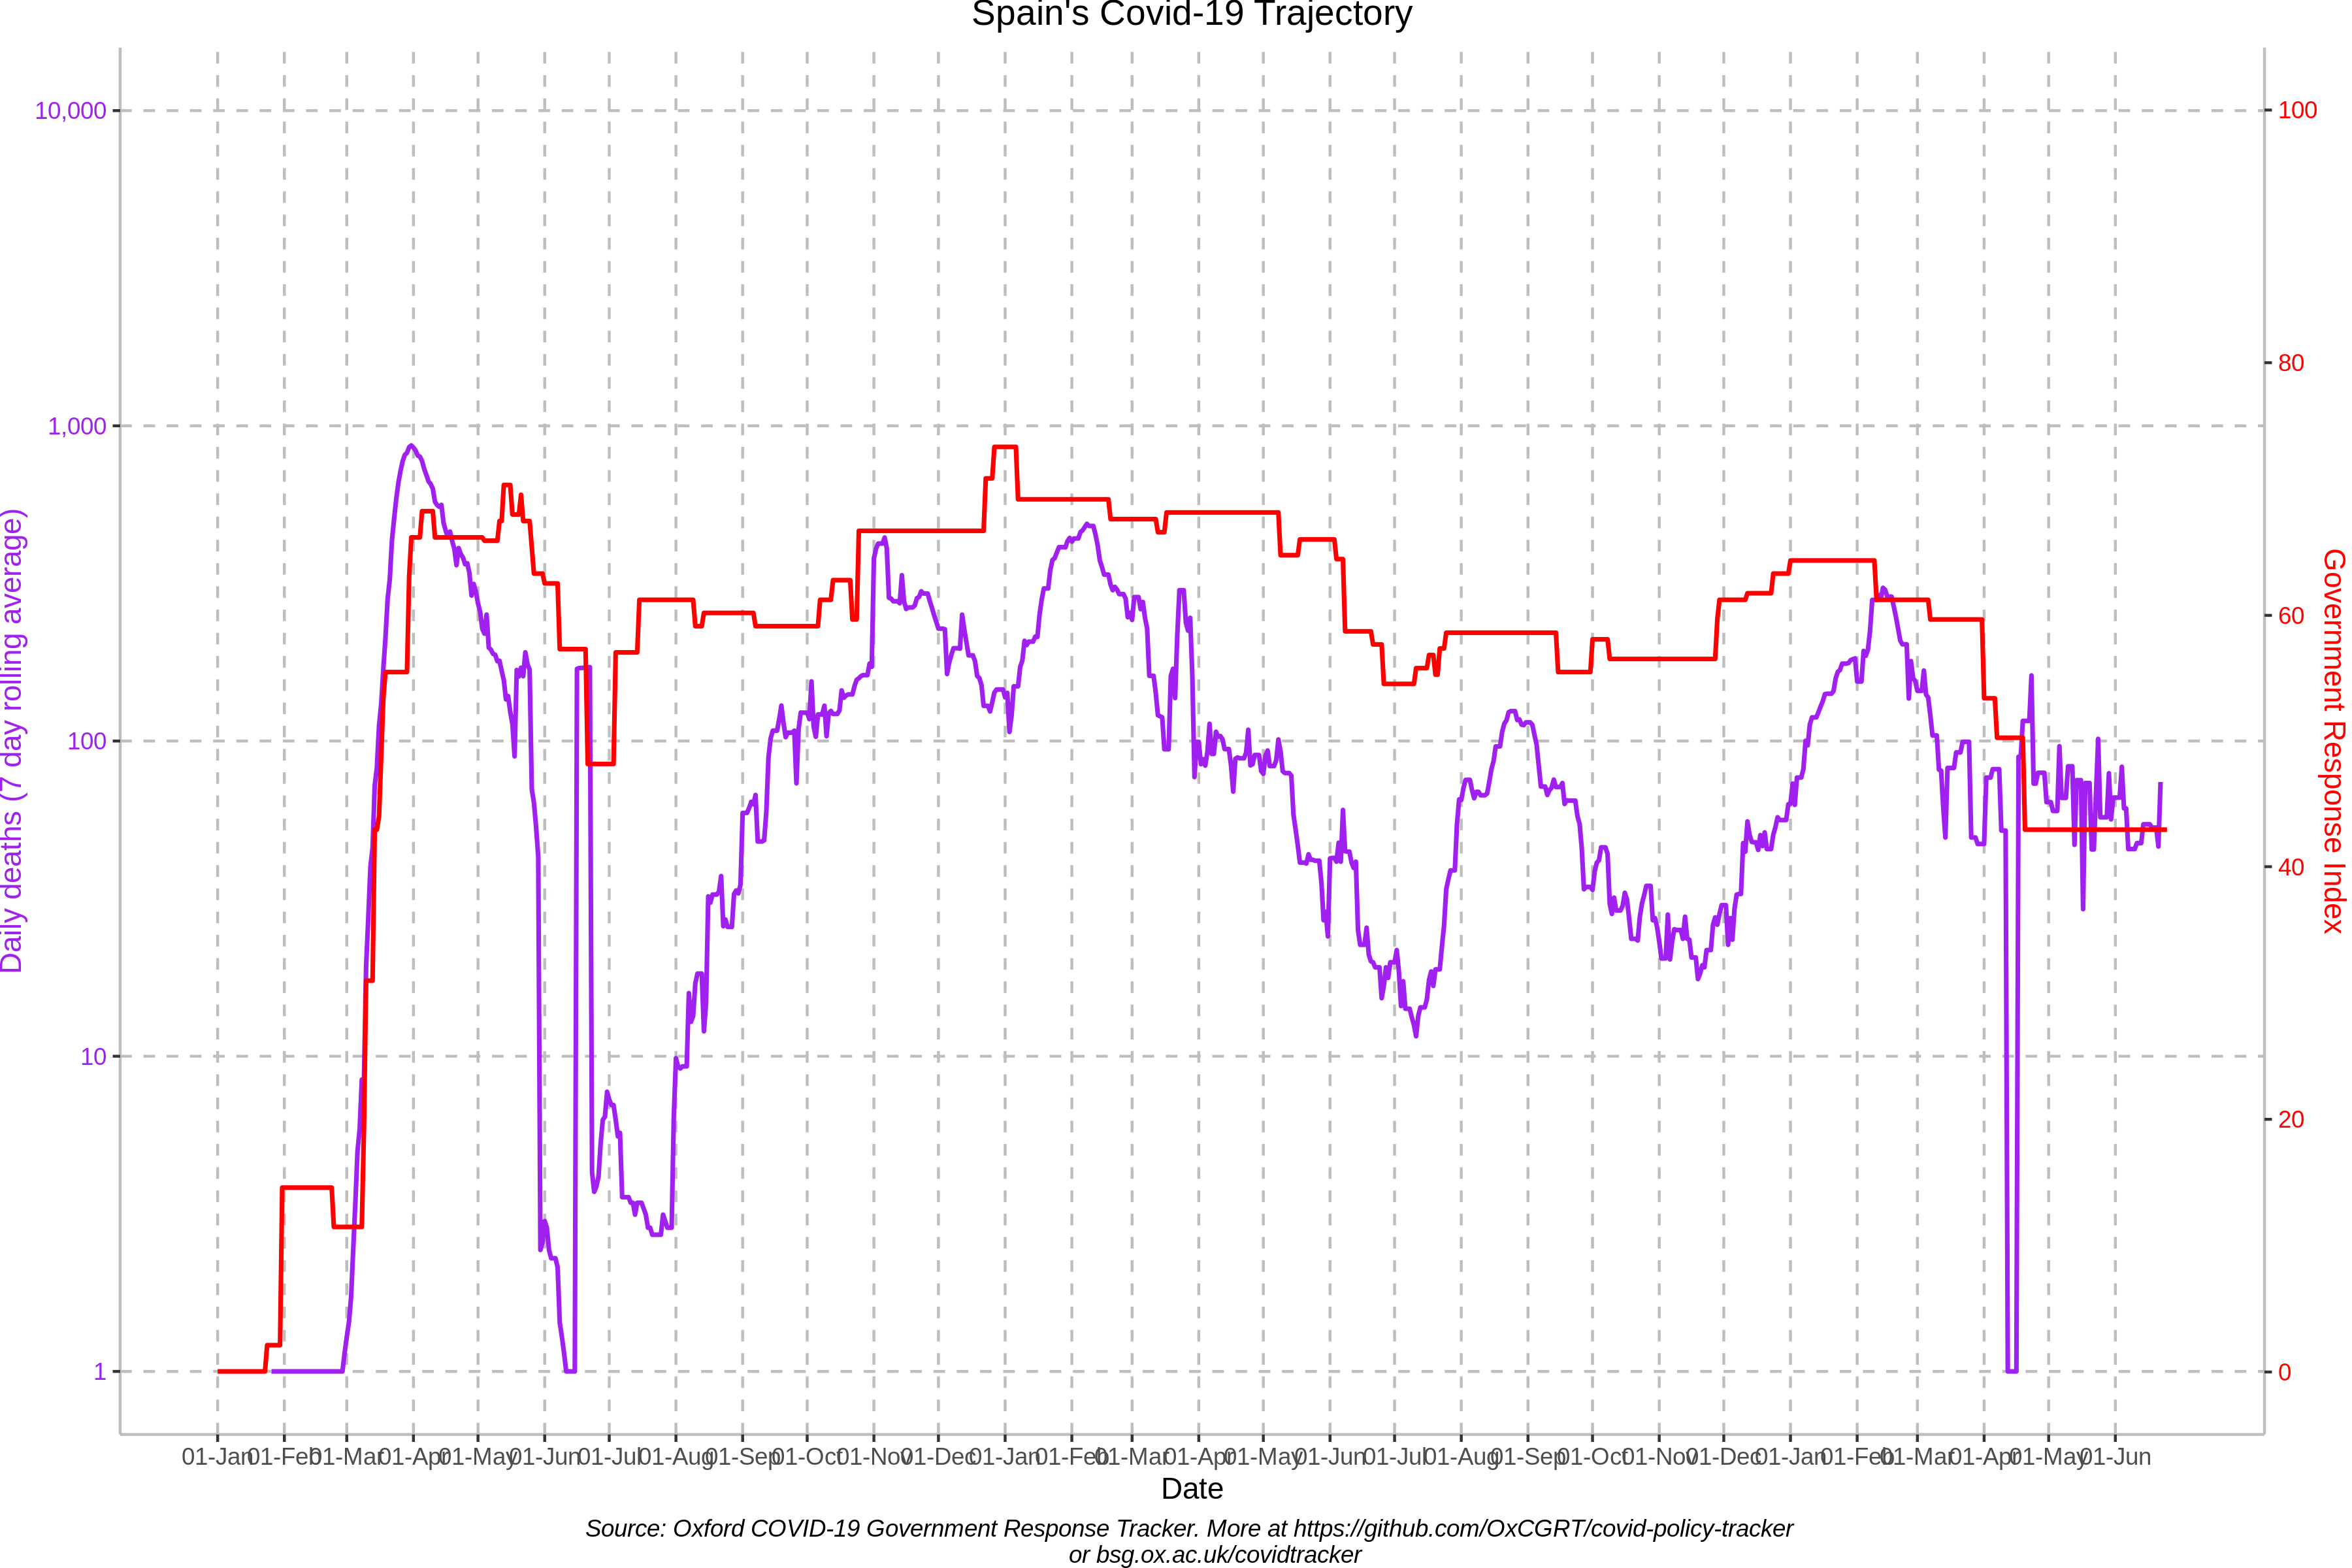 Spain's Covid-19 Trajectory
Daily deaths (7 day rolling average)
10,000
1,000
100
10
1
100
80
60
40
20
0
Government Response Index
01-Jan 01-Feb 01-Mar 01-Apr 01-May 01-Jun 01-Jul 01-Aug 01-Sep 01-Oct 01-Nov 01-Dec 01-Jan 01-Feb 01-Mar 01-Apr 01-May 01-Jun 01-Jul 01-Aug 01-Sep 01-Oct 01-Nov 01-Dec 01-Jan 01-Feb 01-Mar 01-Apr 01-May 01-Jun
Date
Source: Oxford COVID-19 Government Response Tracker. More at https://github.com/OxCGRT/covid-policy-tracker
or bsg.ox.ac.uk/covidtracker